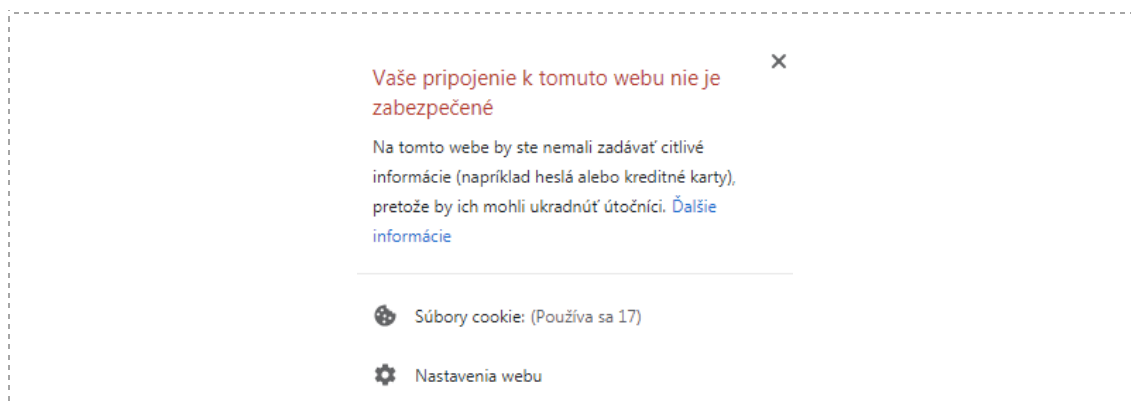 Vaše pripojenie k tomuto webu nie je
zabezpečené
Na tomto webe by ste nemali zadávať citlivé
informácie (napríklad heslá alebo kreditné karty),
pretože by ich mohli ukradnúť útočníci. Ďalšie
informácie
Súbory cookie: (Používa sa 17)
Nastavenia webu